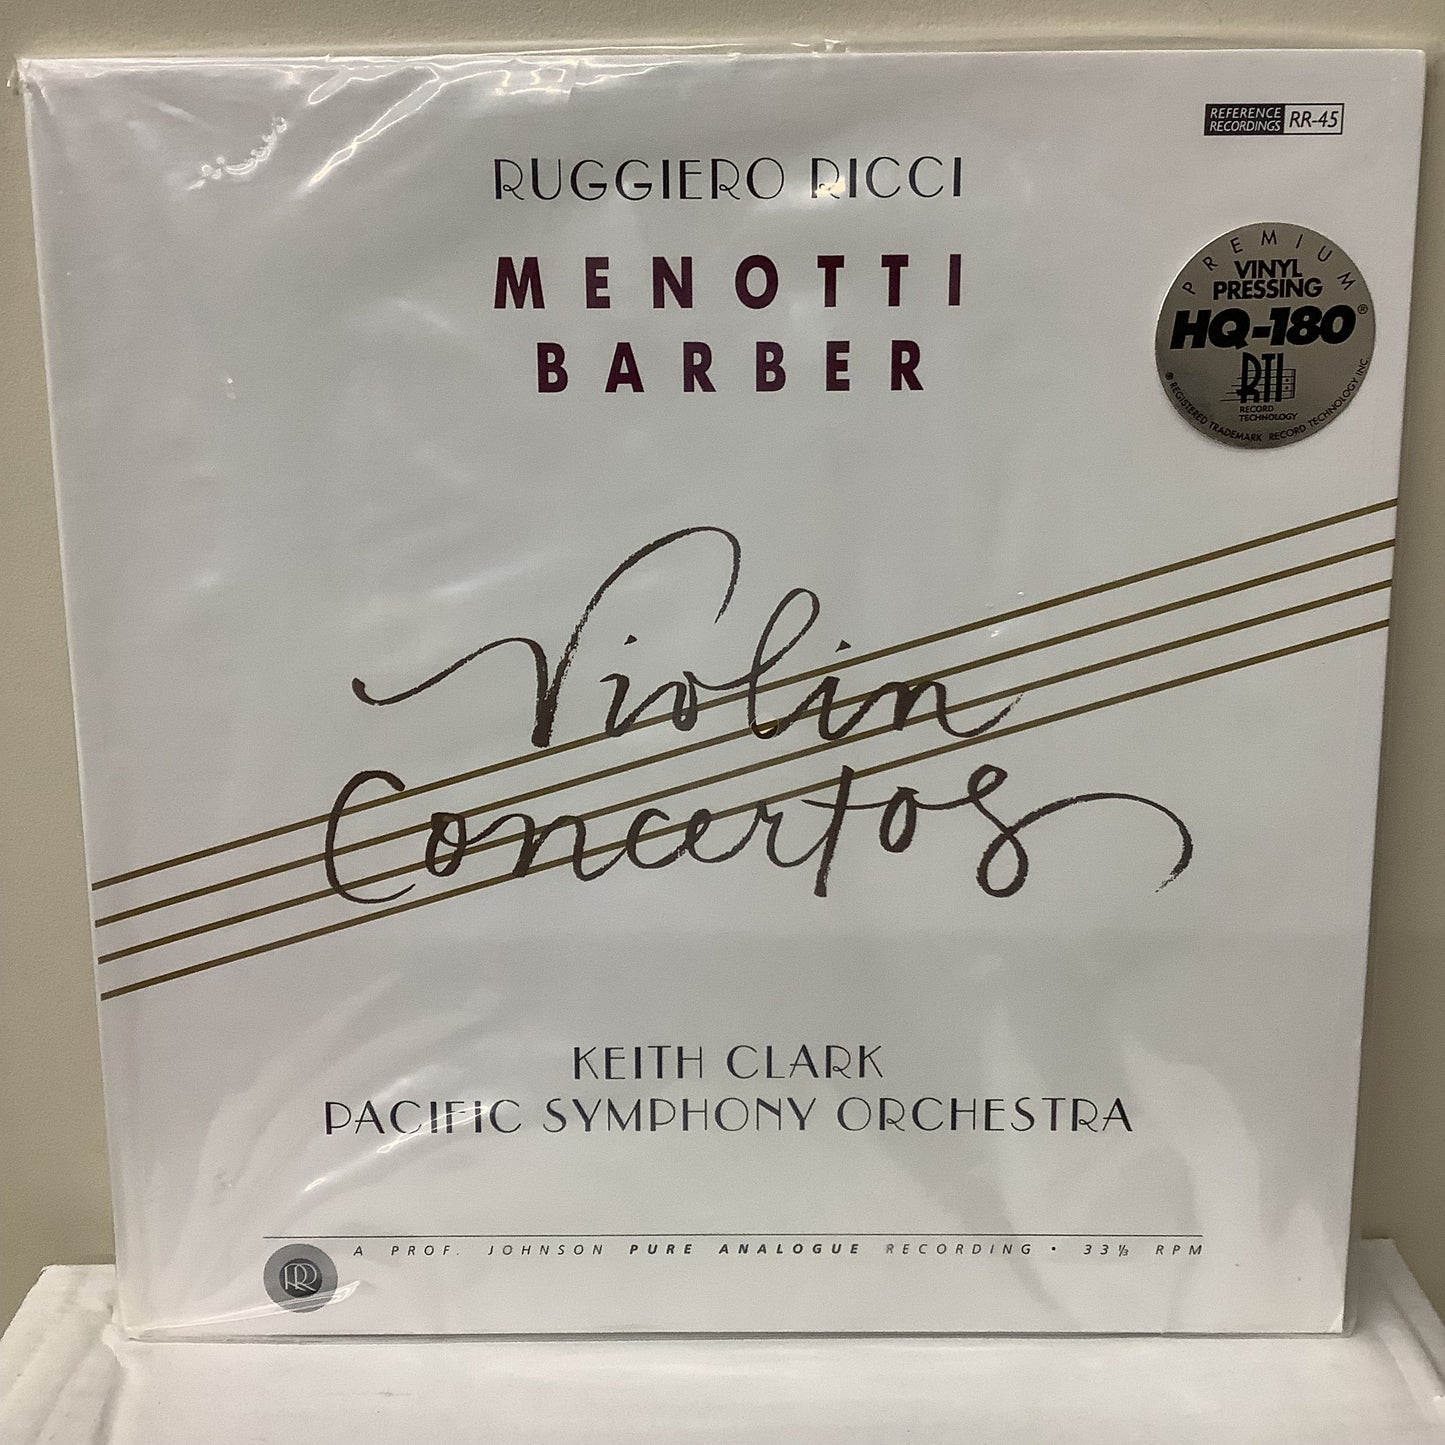 REFERENCE
RECORDINGS RR-45
RUGGIERO RICCI
MENOTTI
BARBER
PREMIUM
VINYL
PRESSING
HQ-180®
RTI
RECORD
TECHNOLOGY
® REGISTERED TRADEMARK RECORD TECHNOLOGY INC.
Violin
Concertos
KEITH CLARK
PACIFIC SYMPHONY ORCHESTRA
A PROF. JOHNSON PURE ANALOGUE RECORDING • 33⅓ RPM
RR